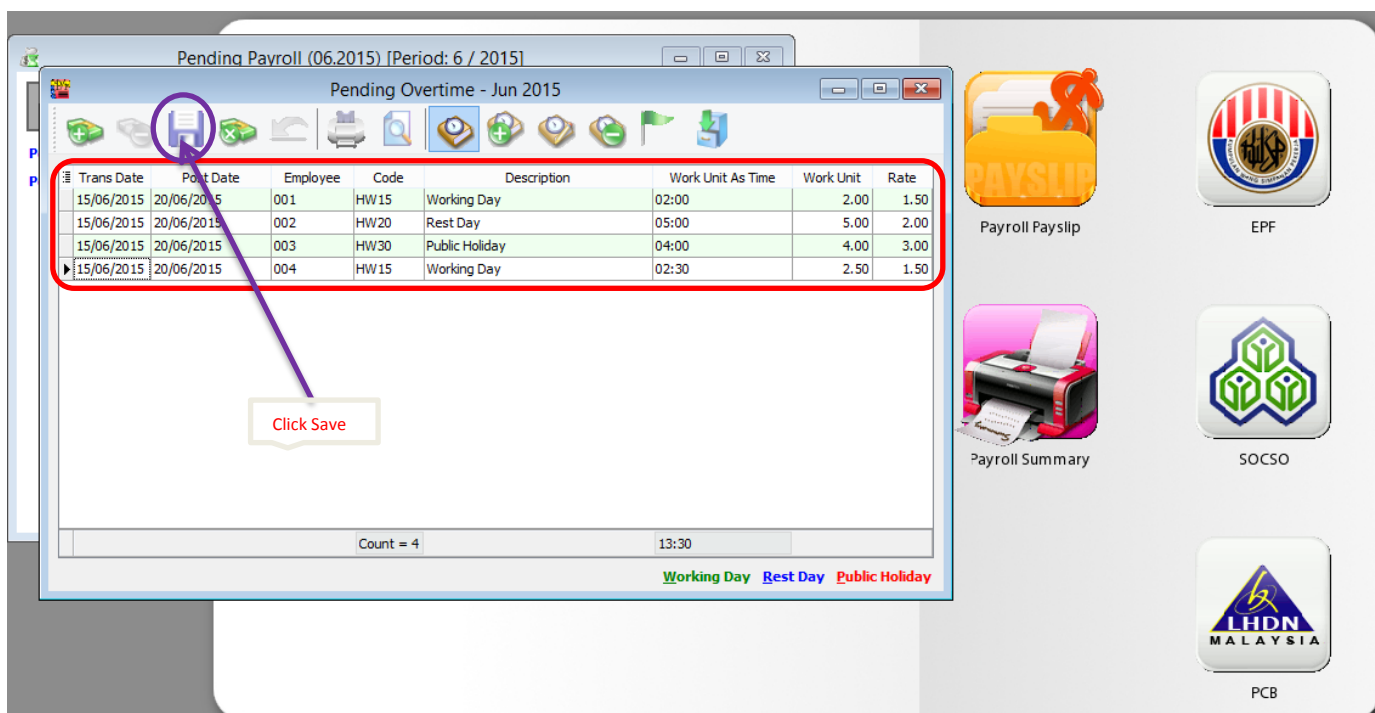 Pending Payroll (06.2015) [Period: 6 / 2015]
Pending Overtime - Jun 2015
Trans Date Post Date Employee Code Description Work Unit As Time Work Unit Rate
15/06/2015 20/06/2015 001 HW15 Working Day 02:00 2.00 1.50
15/06/2015 20/06/2015 002 HW20 Rest Day 05:00 5.00 2.00
15/06/2015 20/06/2015 003 HW30 Public Holiday 04:00 4.00 3.00
15/06/2015 20/06/2015 004 HW15 Working Day 02:30 2.50 1.50
Click Save
Count = 4 13:30
Working Day Rest Day Public Holiday
P
P
PAYSLIP
Payroll Payslip
EPF
Payroll Summary
SOCSO
LHDN
MALAYSIA
PCB